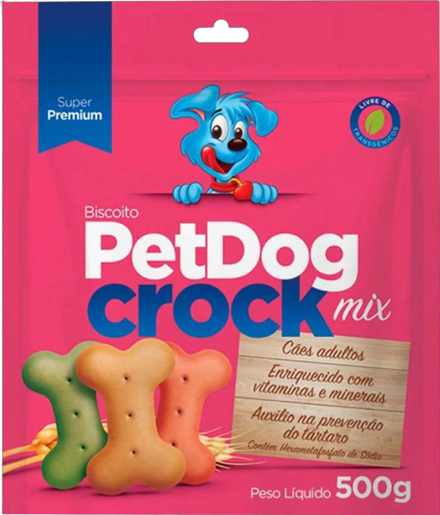 Super
Premium
LIVRE DE
TRANSGÊNICOS
Biscoito
PetDog
crock mix
Cães adultos
Enriquecido com
vitaminas e minerais
Auxílio na prevenção
do tártaro
Contém Hexametafosfato de Sódio
Peso Líquido 500g